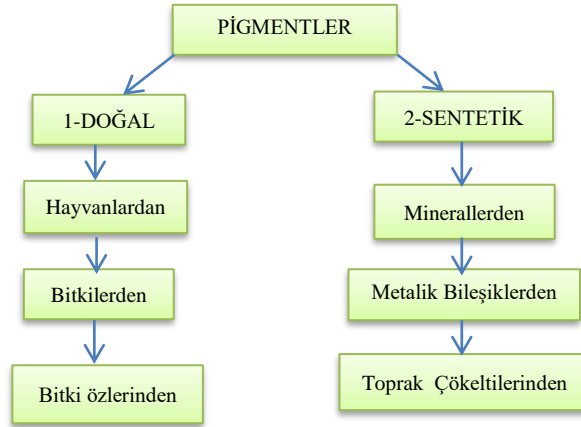 PİGMENTLER
1-DOĞAL
2-SENTETİK
Hayvanlardan
Minerallerden
Bitkilerden
Metalik Bileşiklerden
Bitki özlerinden
Toprak Çökeltilerinden